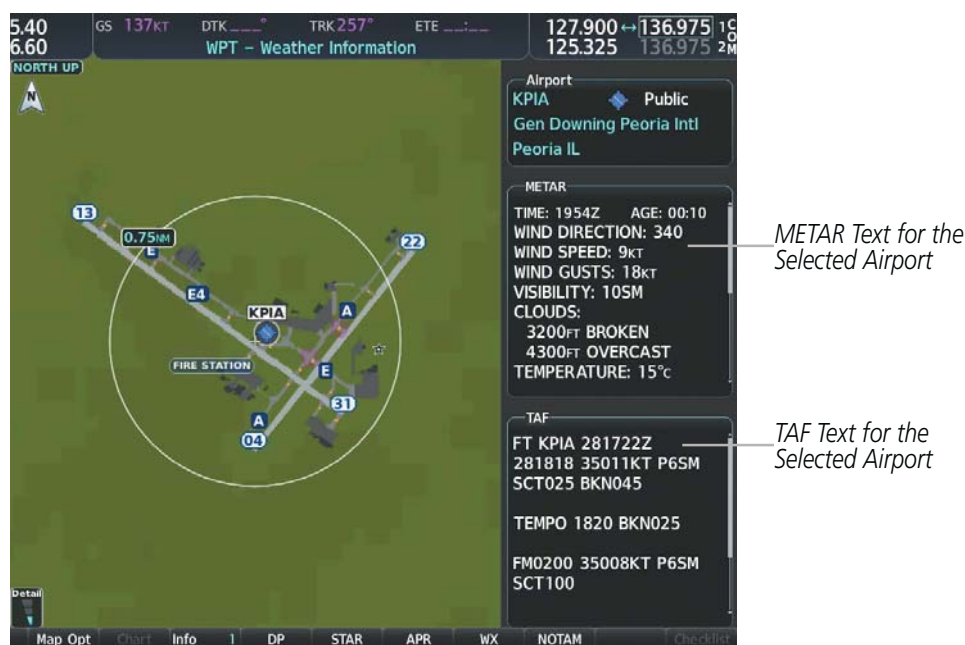 5.40
6.60
GS 137KT DTK ___° TRK 257° ETE __:__
WPT – Weather Information
127.900 ↔ 136.975 1
125.325 136.975 2
COM
NORTH UP
N
13
0.75NM
E
22
E4
KPIA
A
FIRE STATION
E
31
A
04
Detail
Airport
KPIA Public
Gen Downing Peoria Intl
Peoria IL
METAR
TIME: 1954Z AGE: 00:10
WIND DIRECTION: 340
WIND SPEED: 9KT
WIND GUSTS: 18KT
VISIBILITY: 10SM
CLOUDS:
3200FT BROKEN
4300FT OVERCAST
TEMPERATURE: 15°C
METAR Text for the
Selected Airport
TAF
FT KPIA 281722Z
281818 35011KT P6SM
SCT025 BKN045
TEMPO 1820 BKN025
FM0200 35008KT P6SM
SCT100
TAF Text for the
Selected Airport
Map Opt Chart Info 1 DP STAR APR WX NOTAM Checklist